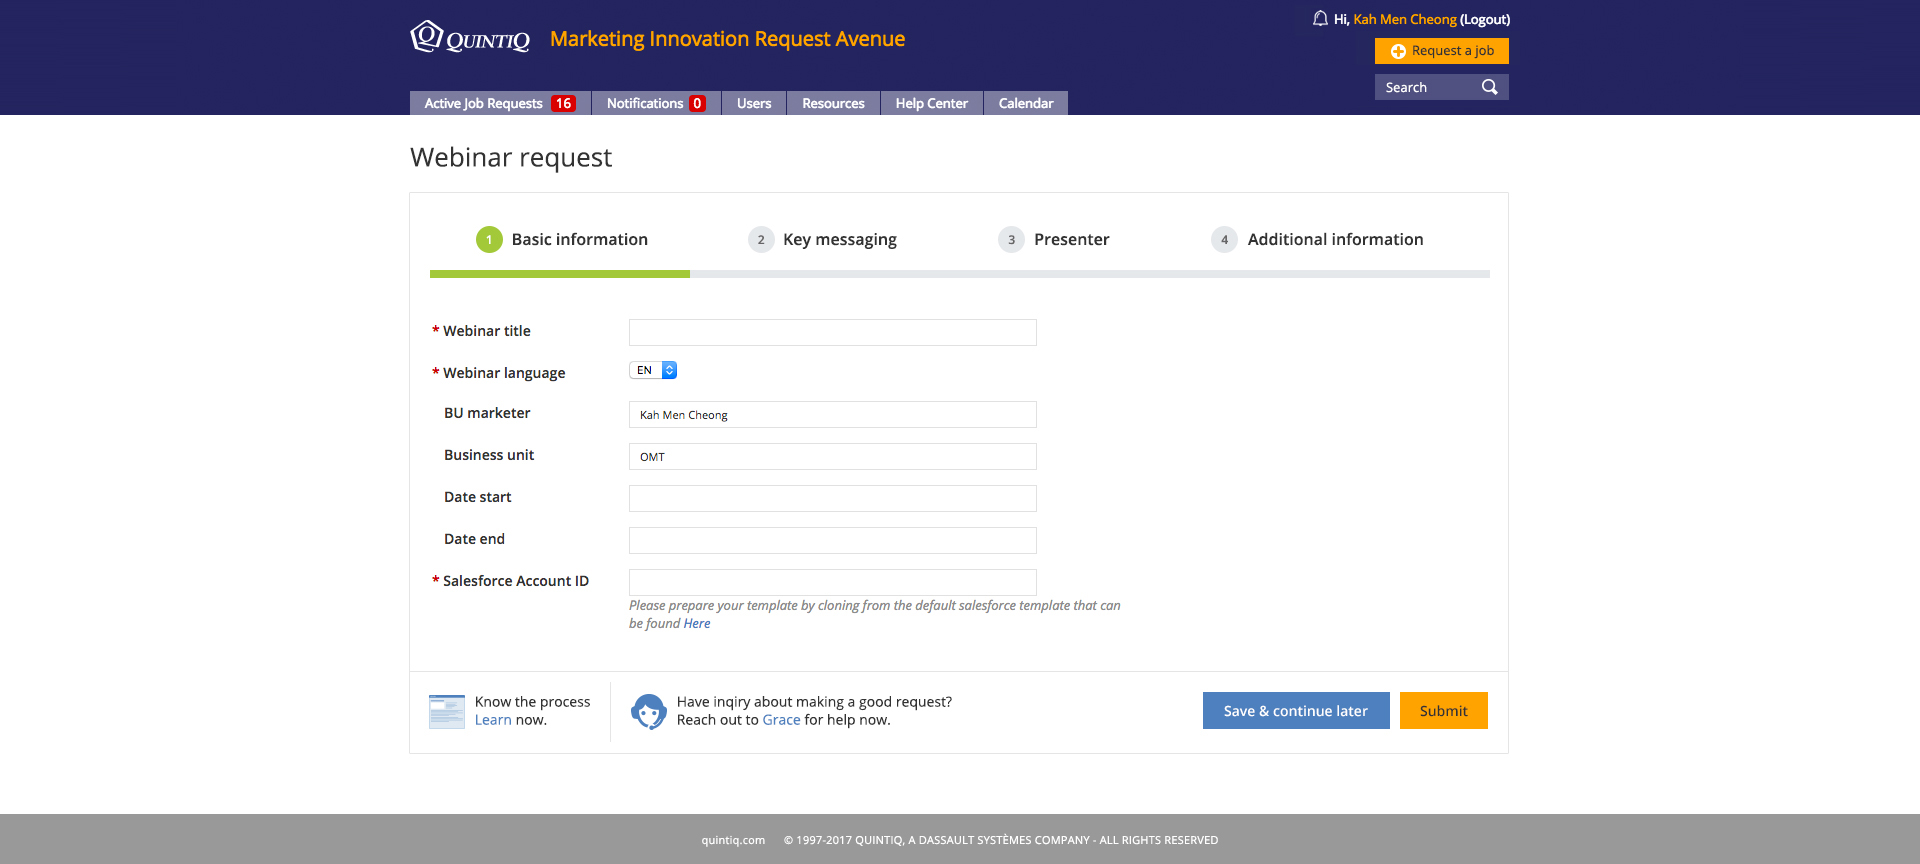 QUINTIQ Marketing Innovation Request Avenue
Hi, Kah Men Cheong (Logout)
Request a job
Search
Active Job Requests 16 Notifications 0 Users Resources Help Center Calendar
Webinar request
1 Basic information 2 Key messaging 3 Presenter 4 Additional information
* Webinar title
* Webinar language EN
BU marketer Kah Men Cheong
Business unit OMT
Date start
Date end
* Salesforce Account ID
Please prepare your template by cloning from the default salesforce template that can
be found Here
Know the process
Learn now.
Have inqiry about making a good request?
Reach out to Grace for help now.
Save & continue later Submit
quintiq.com © 1997-2017 QUINTIQ, A DASSAULT SYSTÈMES COMPANY - ALL RIGHTS RESERVED